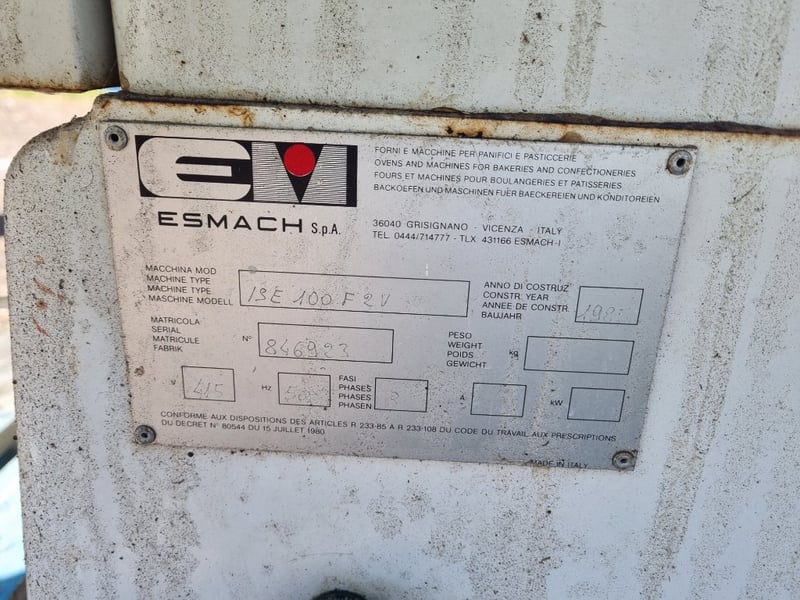 EM
ESMACH S.p.A.
FORNI E MACCHINE PER PANIFICI E PASTICCERIE
OVENS AND MACHINES FOR BAKERIES AND CONFECTIONERIES
FOURS ET MACHINES POUR BOULANGERIES ET PATISSERIES
BACKOEFEN UND MASCHINEN FUER BAECKEREIEN UND KONDITOREIEN
36040 GRISIGNANO - VICENZA - ITALY
TEL. 0444/714777 - TLX 431166 ESMACH-I
MACCHINA MOD
MACHINE TYPE
MACHINE TYPE
MASCHINE MODELL
ISE 100 F 2V
ANNO DI COSTRUZ
CONSTR. YEAR
ANNEE DE CONSTR.
BAUJAHR
MATRICOLA
SERIAL
MATRICULE
FABRIK
N° 846923
PESO
WEIGHT
POIDS
GEWICHT
kg
V 415
Hz
FASI
PHASES
PHASES
PHASEN
A
kW
CONFORME AUX DISPOSITIONS DES ARTICLES R 233-85 A R 233-108 DU CODE DU TRAVAIL AUX PRESCRIPTIONS
DU DECRET N° 80544 DU 15 JUILLET 1980
MADE IN ITALY